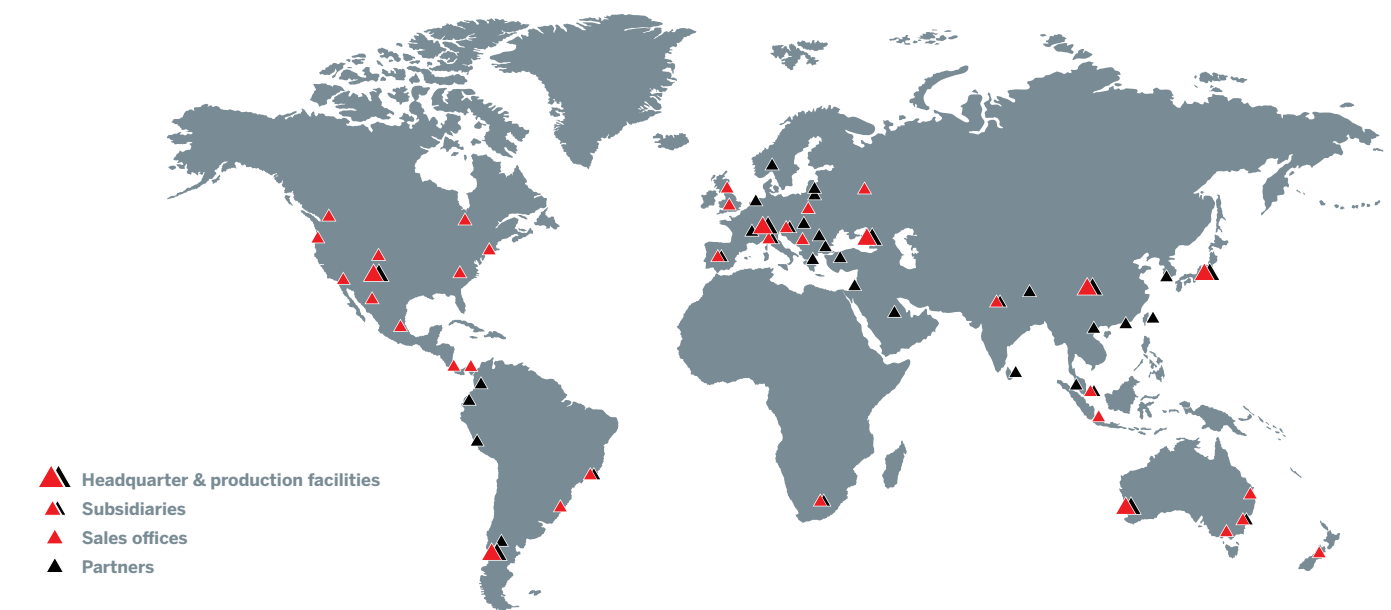 Headquarter & production facilities
Subsidiaries
Sales offices
Partners